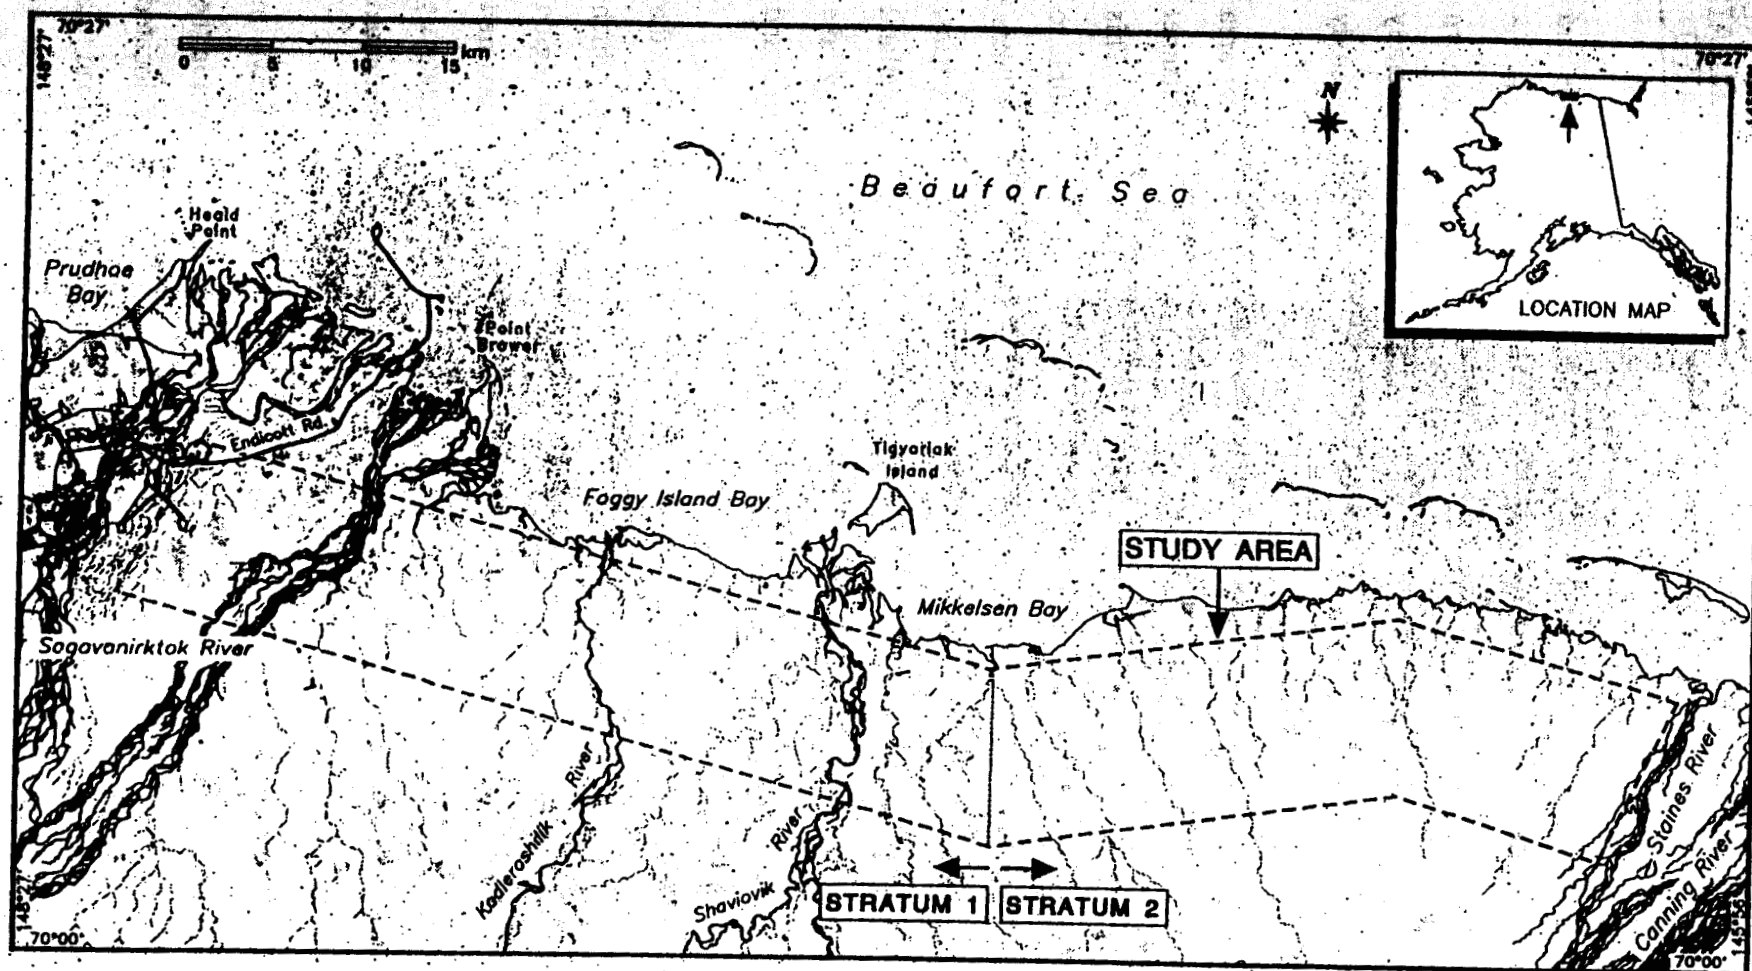 70°27'
70°27'
148°27'
km
0 5 10 15
N
Beaufort Sea
LOCATION MAP
Heald
Point
Prudhoe
Bay
Point
Brower
Endicott Rd.
Tigvariak
Island
Foggy Island Bay
STUDY AREA
Mikkelsen Bay
Sagavanirktok River
Kadleroshilik River
Shaviovik River
Staines River
Canning River
STRATUM 1
STRATUM 2
148°27'
70°00'
70°00'
145°56'